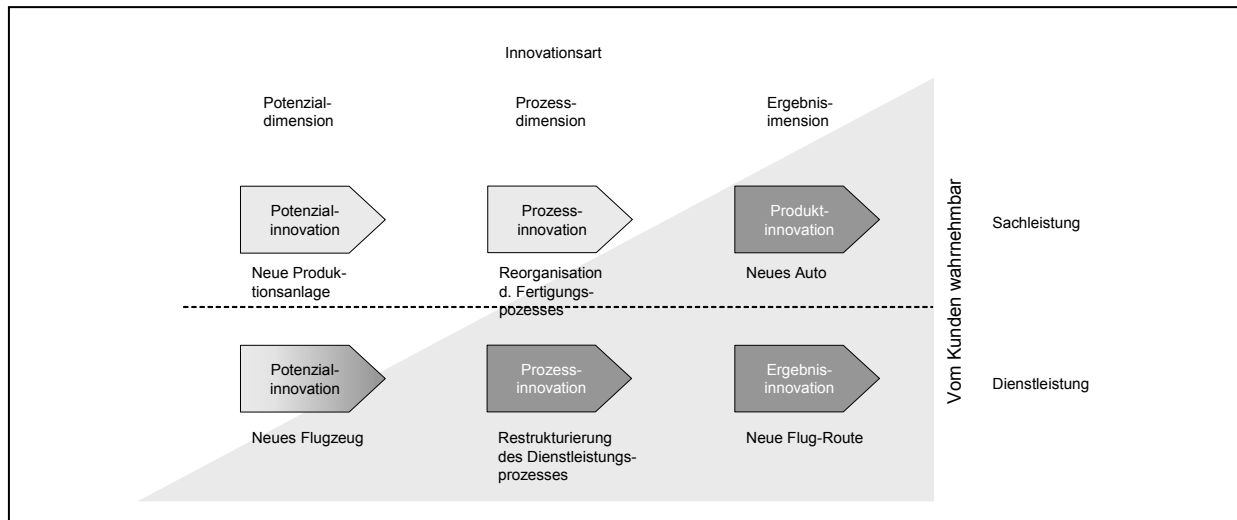 Innovationsart
Potenzial-
dimension
Prozess-
dimension
Ergebnis-
imension
Potenzial-
innovation
Prozess-
innovation
Produkt-
innovation
Sachleistung
Neue Produk-
tionsanlage
Reorganisation
d. Fertigungs-
pozesses
Neues Auto
Vom Kunden wahrnehmbar
Potenzial-
innovation
Prozess-
innovation
Ergebnis-
innovation
Dienstleistung
Neues Flugzeug
Restrukturierung
des Dienstleistungs-
prozesses
Neue Flug-Route